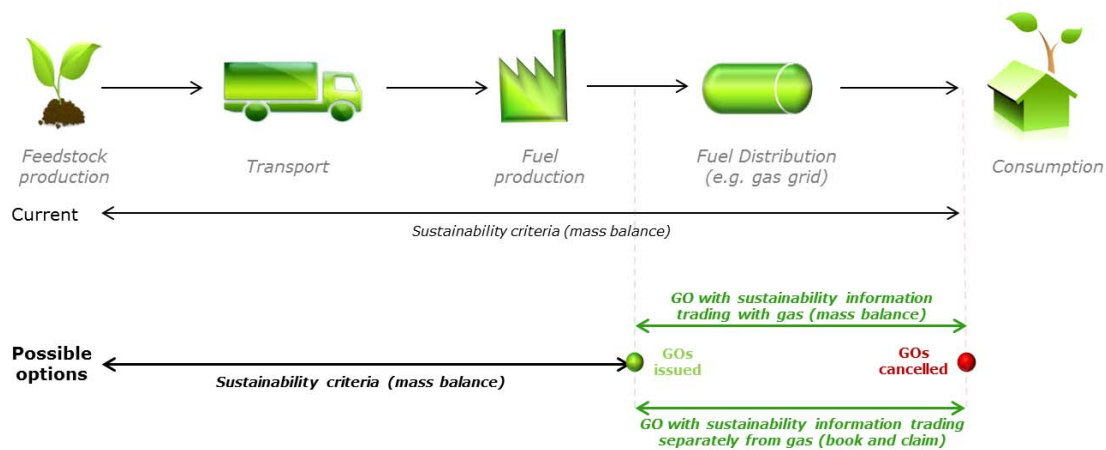 Feedstock
production
Transport
Fuel
production
Fuel Distribution
(e.g. gas grid)
Consumption
Current
Sustainability criteria (mass balance)
GO with sustainability information
trading with gas (mass balance)
Possible
options
GOs
issued
GOs
cancelled
Sustainability criteria (mass balance)
GO with sustainability information trading
separately from gas (book and claim)